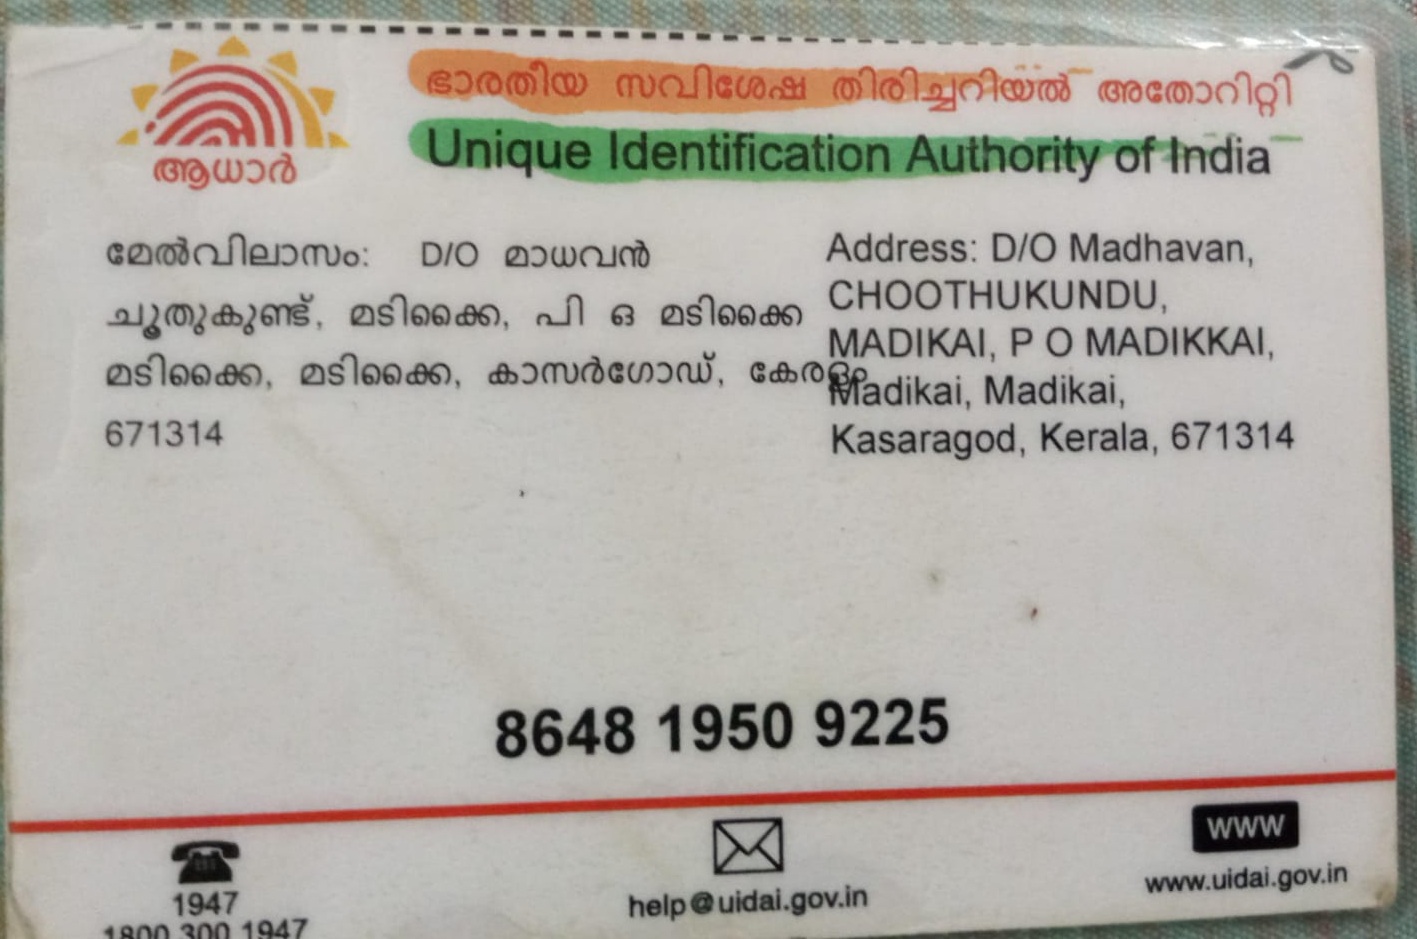 ആധാർ
ഭാരതീയ സവിശേഷ തിരിച്ചറിയൽ അതോറിറ്റി
Unique Identification Authority of India
മേൽവിലാസം: D/O മാധവൻ
ചൂതുകുണ്ട്, മടിക്കൈ, പി ഒ മടിക്കൈ
മടിക്കൈ, മടിക്കൈ, കാസർഗോഡ്, കേരളം
671314
Address: D/O Madhavan,
CHOOTHUKUNDU,
MADIKAI, P O MADIKKAI,
Madikai, Madikai,
Kasaragod, Kerala, 671314
8648 1950 9225
1947
1800 300 1947
help@uidai.gov.in
WWW
www.uidai.gov.in